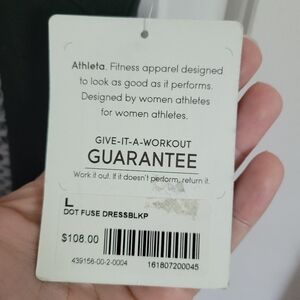 Athleta. Fitness apparel designed
to look as good as it performs.
Designed by women athletes
for women athletes.
GIVE-IT-A-WORKOUT
GUARANTEE
Work it out. If it doesn't perform, return it.
L
DOT FUSE DRESSBLKP
$108.00
439156-00-2-0004
161807200045